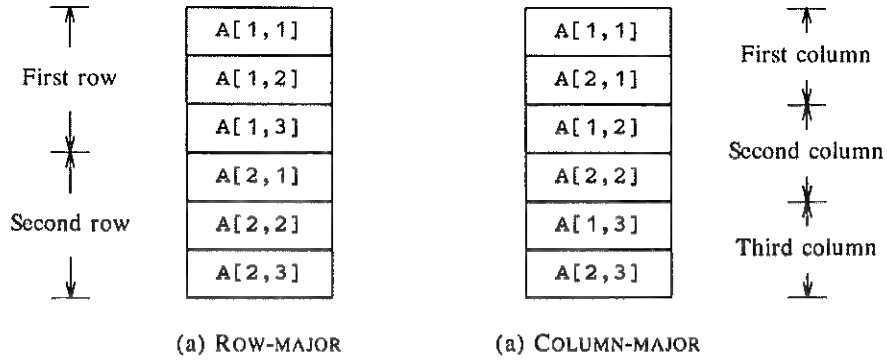 A[1,1]
A[1,2]
A[1,3]
A[2,1]
A[2,2]
A[2,3]
First row
Second row
(a) ROW-MAJOR
A[1,1]
A[2,1]
A[1,2]
A[2,2]
A[1,3]
A[2,3]
First column
Second column
Third column
(a) COLUMN-MAJOR